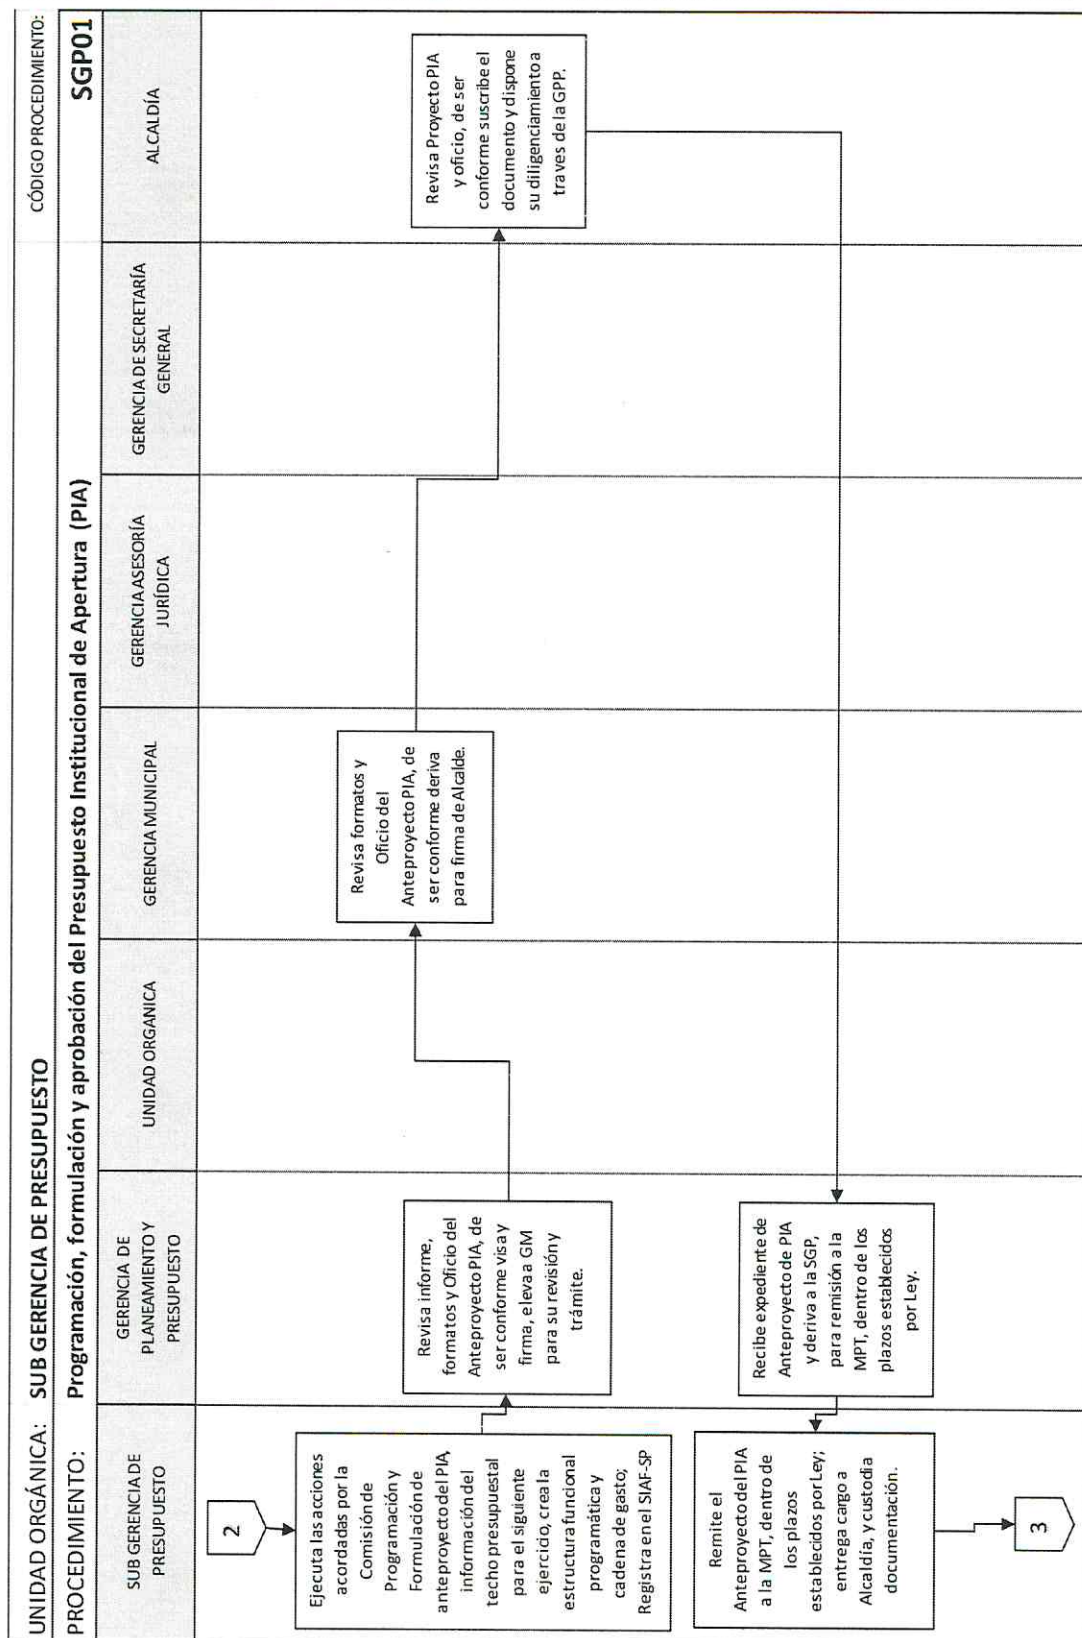 UNIDAD ORGÁNICA: SUB GERENCIA DE PRESUPUESTO
CÓDIGO PROCEDIMIENTO:
PROCEDIMIENTO: Programación, formulación y aprobación del Presupuesto Institucional de Apertura (PIA)
SGP01
SUB GERENCIA DE
PRESUPUESTO
GERENCIA DE
PLANEAMIENTO Y
PRESUPUESTO
UNIDAD ORGANICA
GERENCIA MUNICIPAL
GERENCIA ASESORÍA
JURÍDICA
GERENCIA DE SECRETARÍA
GENERAL
ALCALDÍA
2
Ejecuta las acciones
acordadas por la
Comisión de
Programación y
Formulación de
anteproyecto del PIA,
información del
techo presupuestal
para el siguiente
ejercicio, crea la
estructura funcional
programática y
cadena de gasto;
Registra en el SIAF-SP
Revisa informe,
formatos y Oficio del
Anteproyecto PIA, de
ser conforme visa y
firma, eleva a GM
para su revisión y
trámite.
Revisa formatos y
Oficio del
Anteproyecto PIA, de
ser conforme deriva
para firma de Alcalde.
Revisa Proyecto PIA
y oficio, de ser
conforme suscribe el
documento y dispone
su diligenciamiento a
traves de la GPP.
Recibe expediente de
Anteproyecto de PIA
y deriva a la SGP,
para remisión a la
MPT, dentro de los
plazos establecidos
por Ley.
Remite el
Anteproyecto del PIA
a la MPT, dentro de
los plazos
establecidos por Ley;
entrega cargo a
Alcaldía, y custodia
documentación.
3